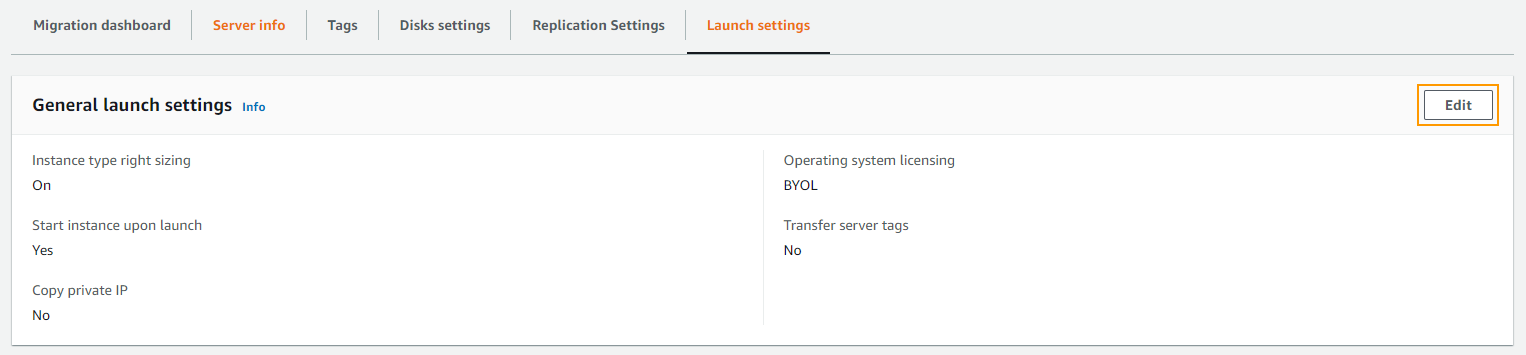 Migration dashboard
Server info
Tags
Disks settings
Replication Settings
Launch settings
General launch settings Info
Edit
Instance type right sizing
On
Start instance upon launch
Yes
Copy private IP
No
Operating system licensing
BYOL
Transfer server tags
No